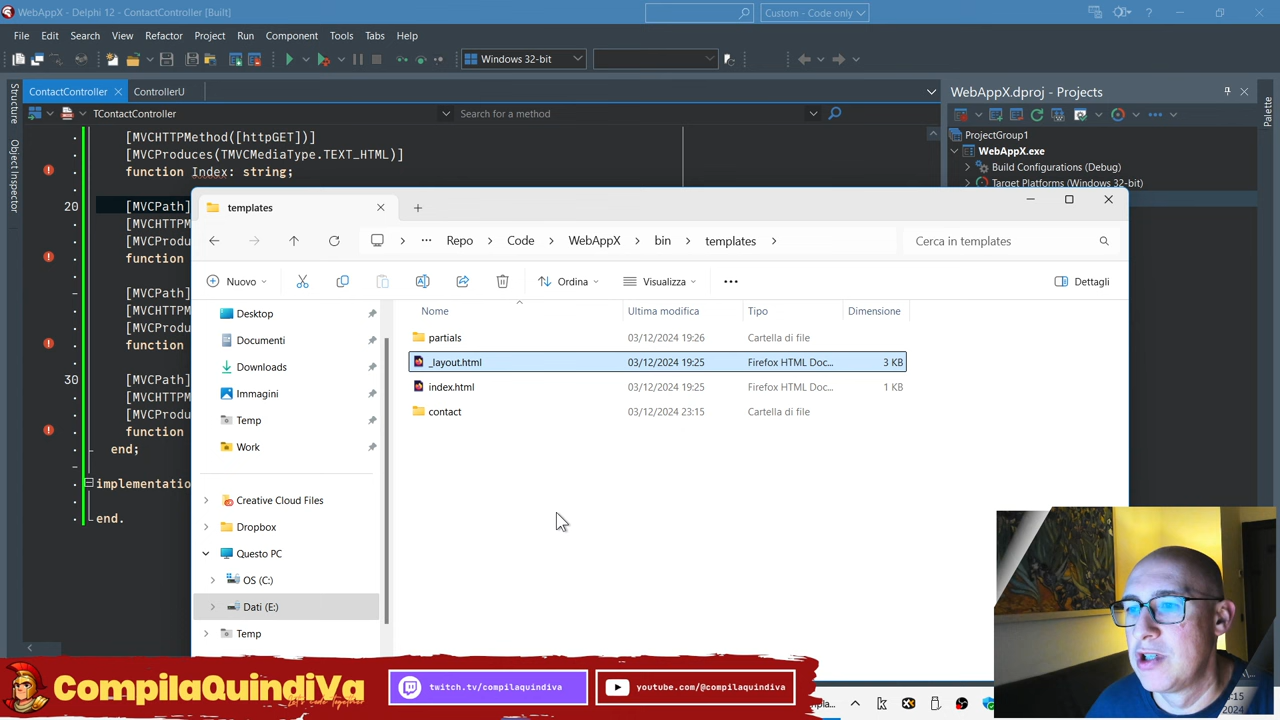 WebAppX - Delphi 12 - ContactController [Built]
Custom - Code only
File Edit Search View Refactor Project Run Component Tools Tabs Help
Windows 32-bit
ContactController
ControllerU
WebAppX.dproj - Projects
Structure
Object Inspector
Palette
TContactController
Search for a method
ProjectGroup1
WebAppX.exe
Build Configurations (Debug)
Target Platforms (Windows 32-bit)
[MVCHTTPMethod([httpGET])]
[MVCProduces(TMVCMediaType.TEXT_HTML)]
function Index: string;
20 [MVCPath]
[MVCHTTPM
[MVCProdu
function
[MVCPath]
[MVCHTTPM
[MVCProdu
function
30 [MVCPath]
[MVCHTTPM
[MVCProdu
function
end;
implementatio
end.
templates
Repo Code WebAppX bin templates
Cerca in templates
Nuovo
Ordina
Visualizza
Dettagli
Desktop
Documenti
Downloads
Immagini
Temp
Work
Creative Cloud Files
Dropbox
Questo PC
OS (C:)
Dati (E:)
Temp
Nome Ultima modifica Tipo Dimensione
partials 03/12/2024 19:26 Cartella di file
_layout.html 03/12/2024 19:25 Firefox HTML Doc... 3 KB
index.html 03/12/2024 19:25 Firefox HTML Doc... 1 KB
contact 03/12/2024 23:15 Cartella di file
CompilaQuindiVa
Let's code Together
twitch.tv/compilaquindiva
youtube.com/@compilaquindiva